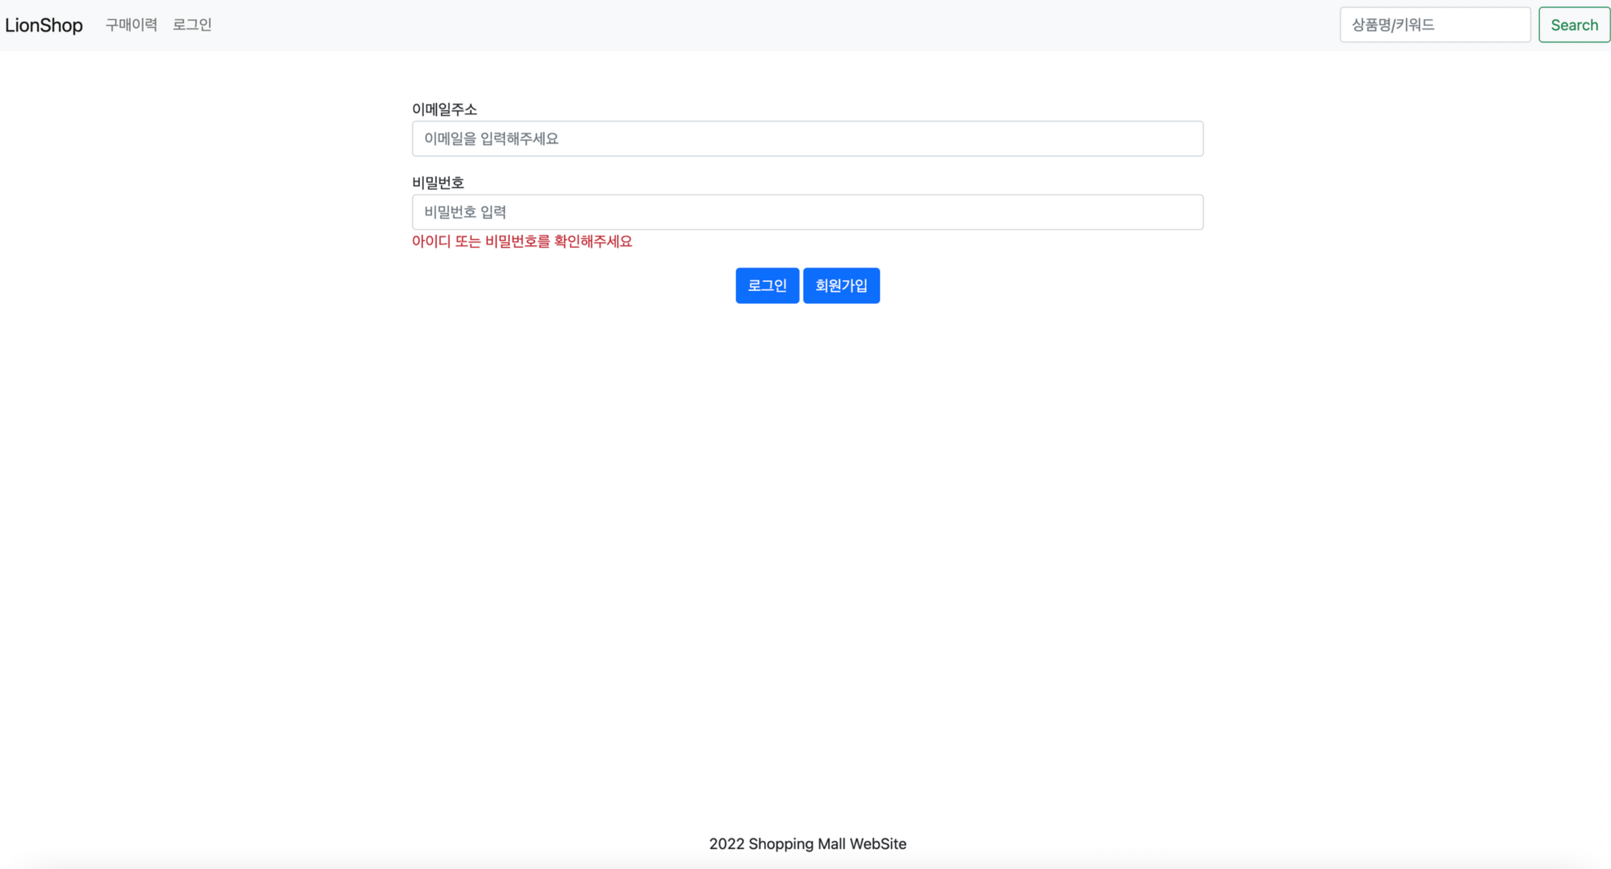 LionShop 구매이력 로그인 상품명/키워드 Search
이메일주소
이메일을 입력해주세요
비밀번호
비밀번호 입력
아이디 또는 비밀번호를 확인해주세요
로그인 회원가입
2022 Shopping Mall WebSite